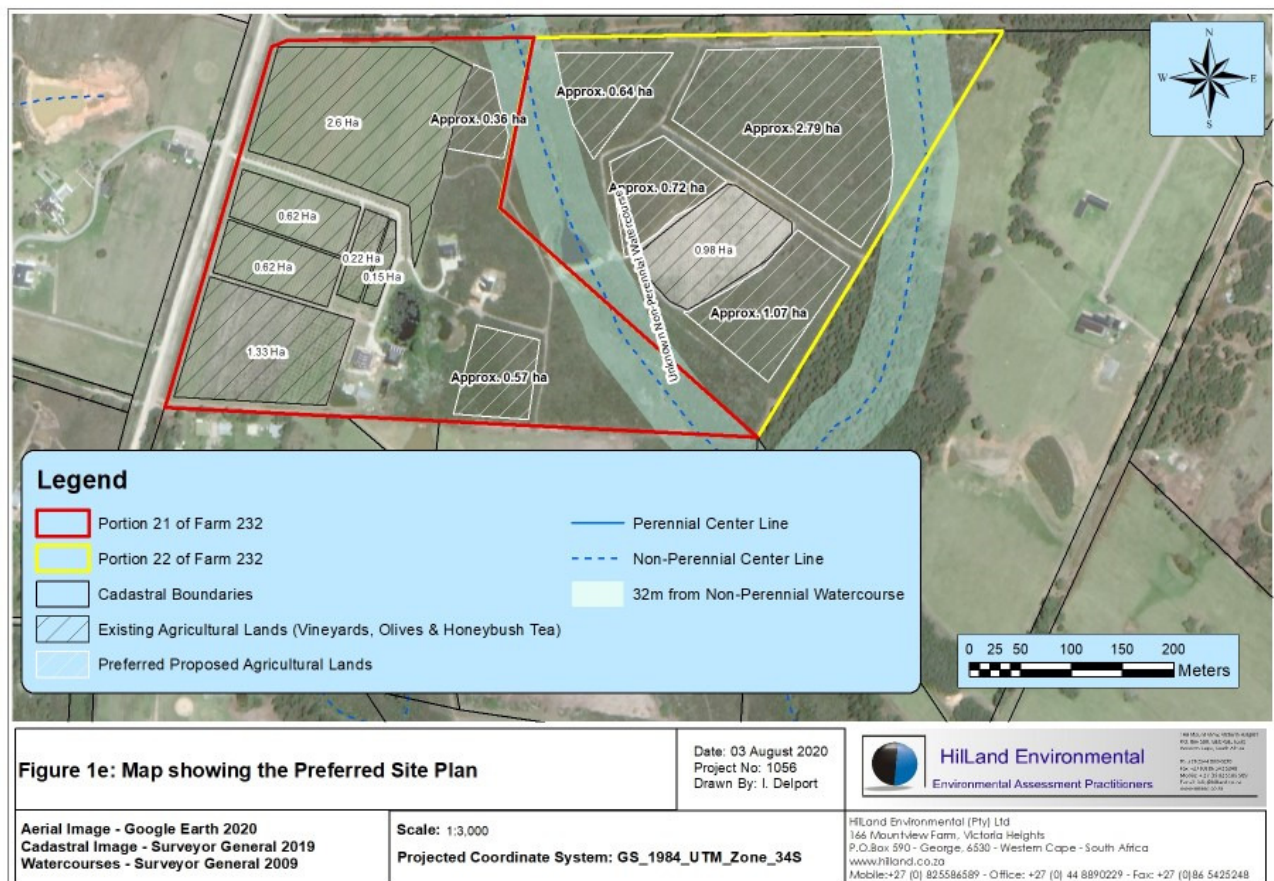 N
W E
S
2.6 Ha
Approx. 0.36 ha
Approx. 0.64 ha
Approx. 2.79 ha
Approx. 0.72 ha
0.62 Ha
0.22 Ha
0.15 Ha
0.62 Ha
0.98 Ha
Approx. 1.07 ha
1.33 Ha
Approx. 0.57 ha
Unknown Non-Perennial Watercourse
Legend
Portion 21 of Farm 232
Portion 22 of Farm 232
Cadastral Boundaries
Existing Agricultural Lands (Vineyards, Olives & Honeybush Tea)
Preferred Proposed Agricultural Lands
Perennial Center Line
Non-Perennial Center Line
32m from Non-Perennial Watercourse
0 25 50 100 150 200
Meters
Figure 1e: Map showing the Preferred Site Plan
Date: 03 August 2020
Project No: 1056
Drawn By: I. Delport
HilLand Environmental
Environmental Assessment Practitioners
Aerial Image - Google Earth 2020
Cadastral Image - Surveyor General 2019
Watercourses - Surveyor General 2009
Scale: 1:3,000
Projected Coordinate System: GS_1984_UTM_Zone_34S
HilLand Environmental (Pty) Ltd
166 Mountview Farm, Victoria Heights
P.O.Box 590 - George, 6530 - Western Cape - South Africa
www.hilland.co.za
Mobile:+27 (0) 825586589 - Office: +27 (0) 44 8890229 - Fax: +27 (0)86 5425248